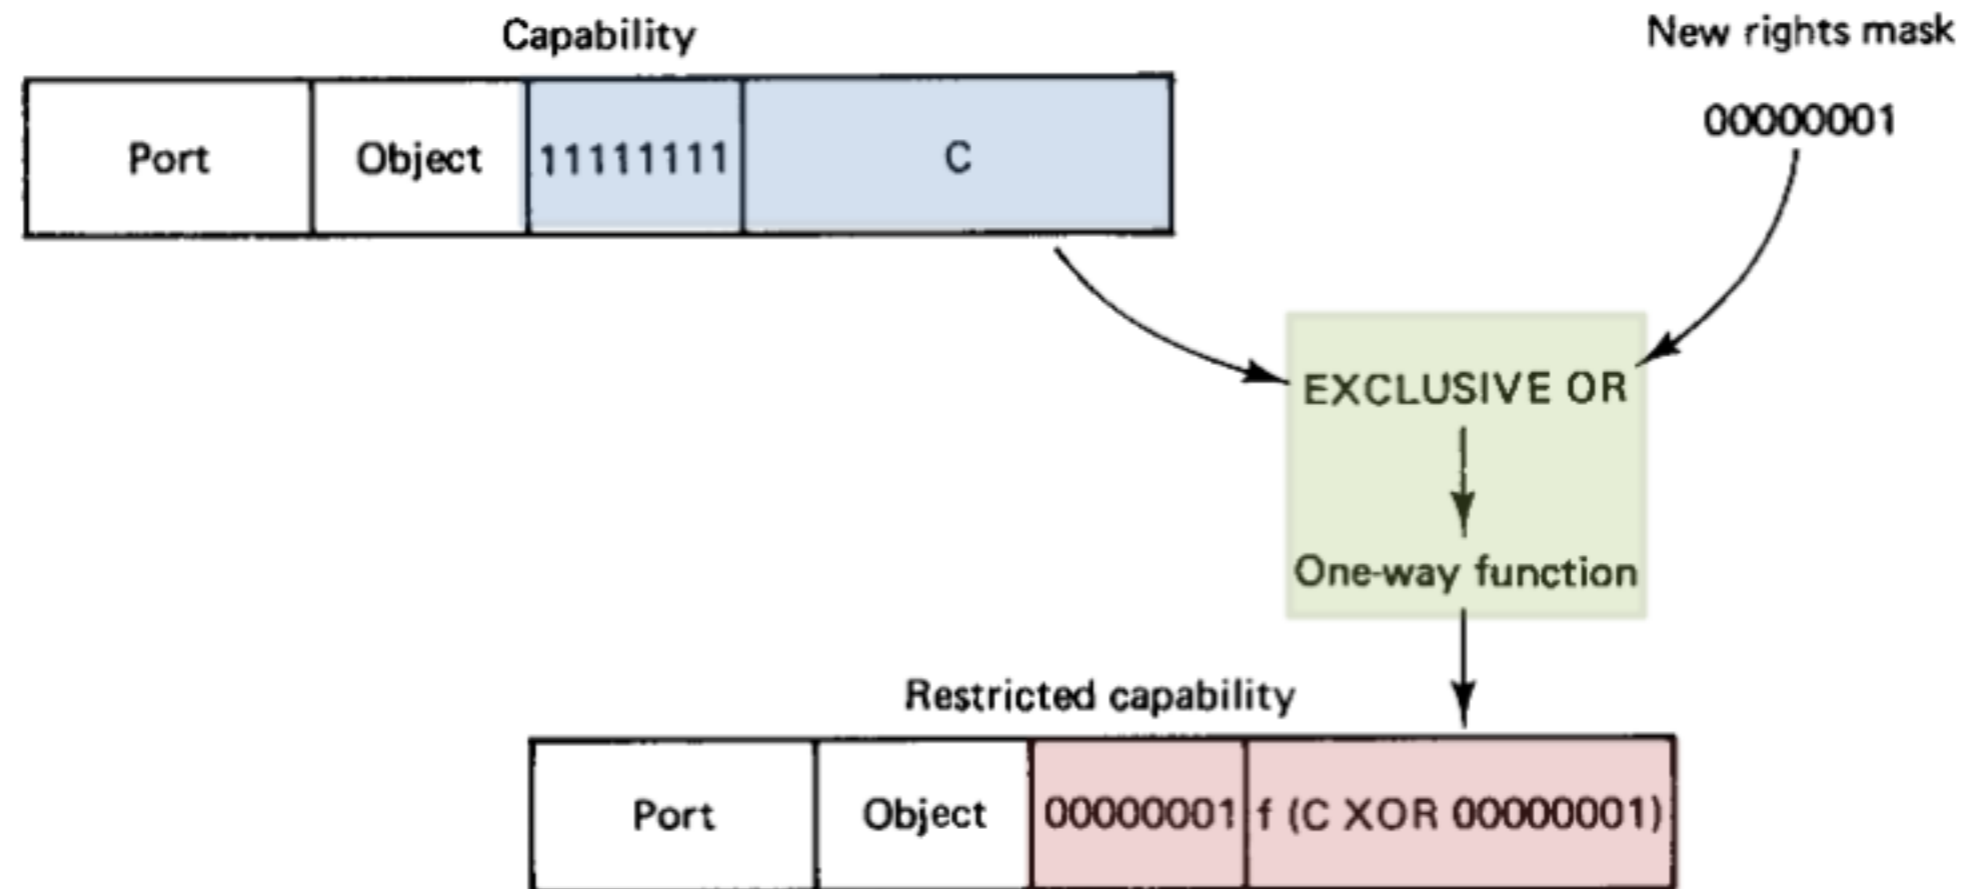 Capability
New rights mask
Port Object 11111111 C
00000001
EXCLUSIVE OR
One-way function
Restricted capability
Port Object 00000001 f (C XOR 00000001)